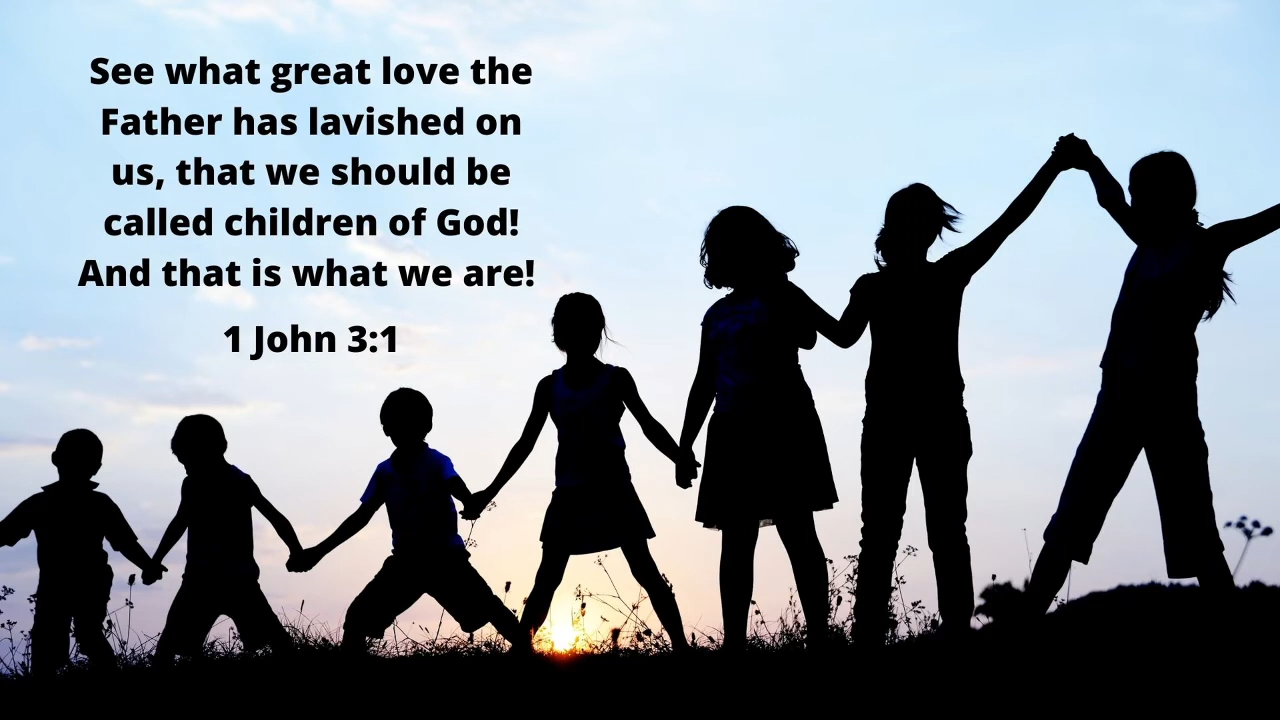 See what great love the
Father has lavished on
us, that we should be
called children of God!
And that is what we are!
1 John 3:1